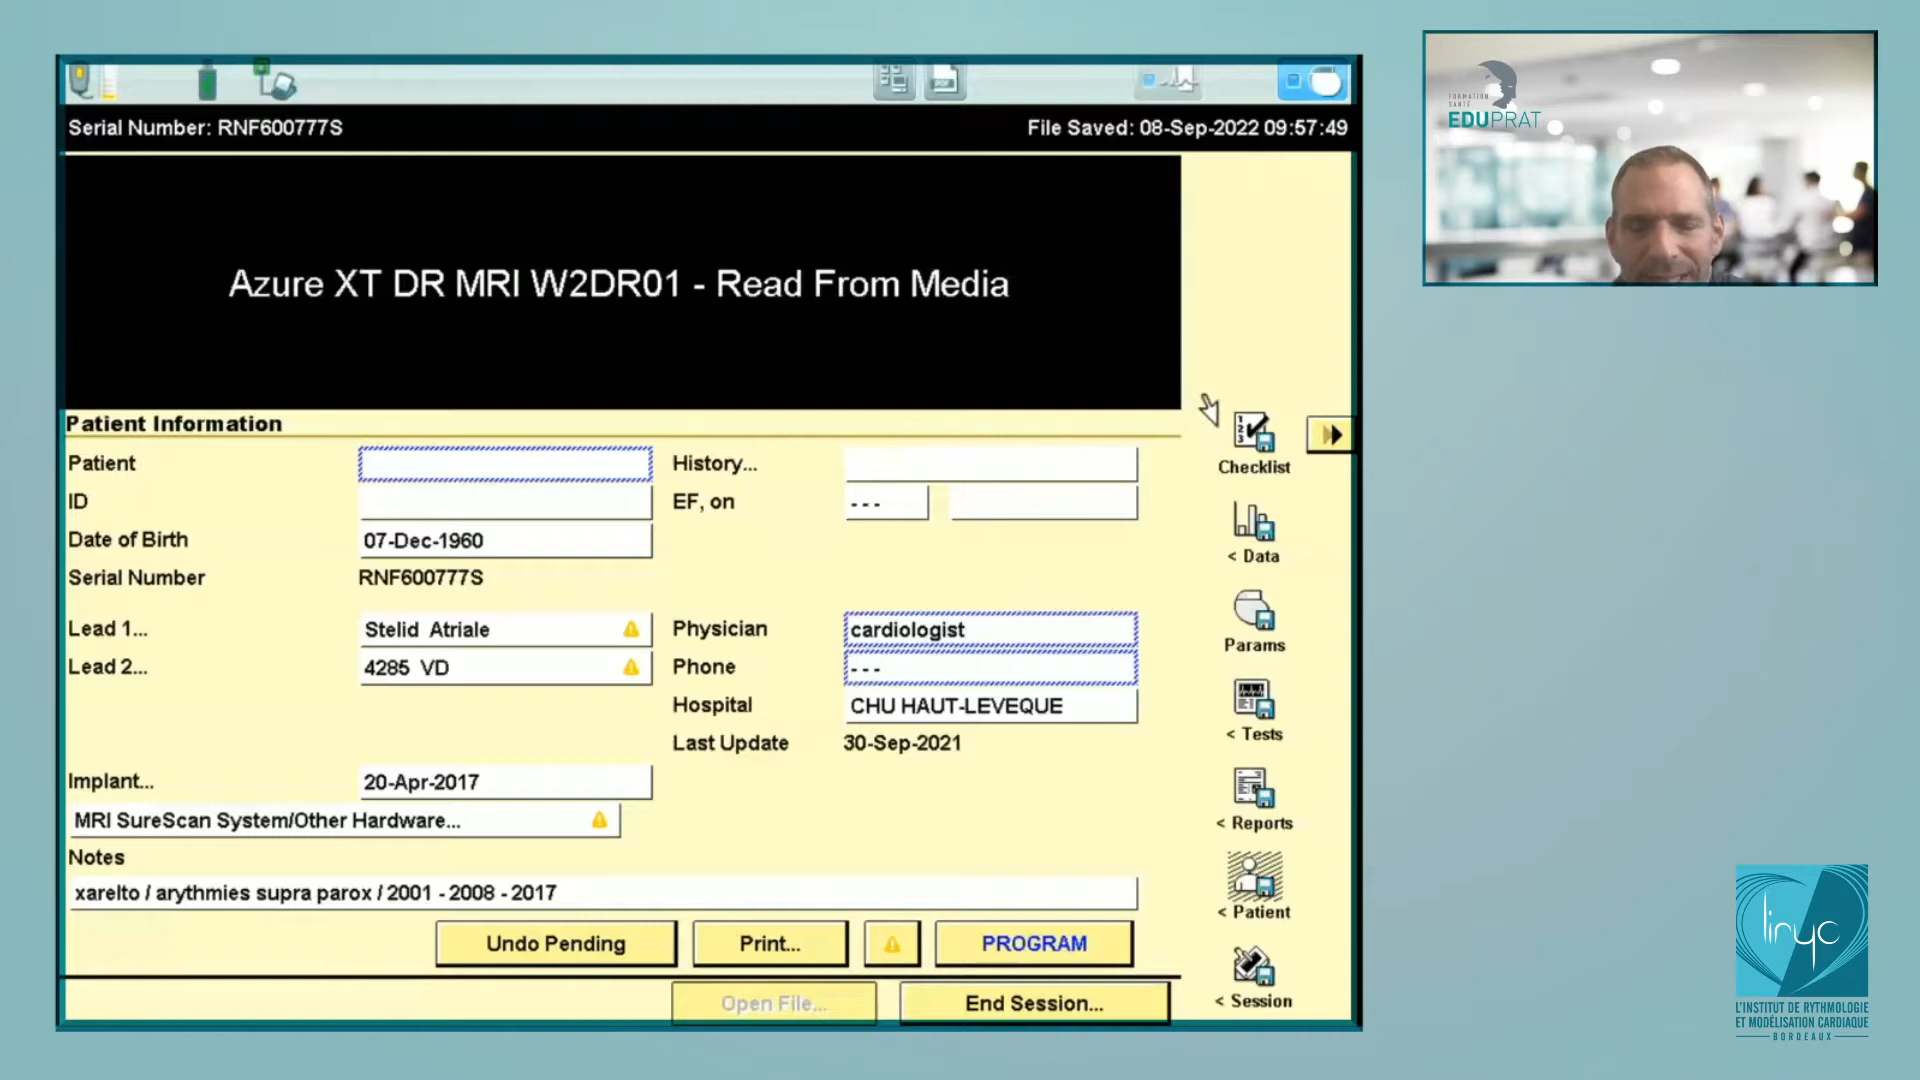 Serial Number: RNF600777S
File Saved: 08-Sep-2022 09:57:49
Azure XT DR MRI W2DR01 - Read From Media
Patient Information
Patient
History...
ID
EF, on
- - -
Date of Birth
07-Dec-1960
Serial Number
RNF600777S
Lead 1...
Stelid Atriale
Physician
cardiologist
Lead 2...
4285 VD
Phone
- - -
Hospital
CHU HAUT-LEVEQUE
Last Update
30-Sep-2021
Implant...
20-Apr-2017
MRI SureScan System/Other Hardware...
Notes
xarelto / arythmies supra parox / 2001 - 2008 - 2017
Undo Pending
Print...
PROGRAM
Open File...
End Session...
Checklist
< Data
Params
< Tests
< Reports
< Patient
< Session
FORMATION
SANTÉ
EDUPRAT
liryc
L'INSTITUT DE RYTHMOLOGIE
ET MODÉLISATION CARDIAQUE
BORDEAUX